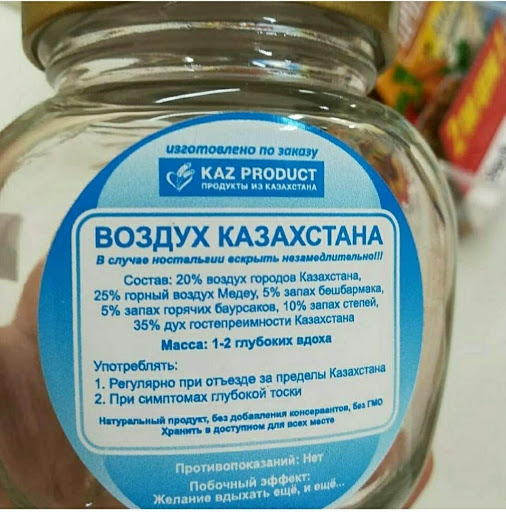 изготовлено по заказу
KAZ PRODUCT
ПРОДУКТЫ ИЗ КАЗАХСТАНА
ВОЗДУХ КАЗАХСТАНА
В случае ностальгии вскрыть незамедлительно!!!
Состав: 20% воздух городов Казахстана,
25% горный воздух Медеу, 5% запах бешбармака,
5% запах горячих баурсаков, 10% запах степей,
35% дух гостеприимности Казахстана
Масса: 1-2 глубоких вдоха
Употреблять:
1. Регулярно при отъезде за пределы Казахстана
2. При симптомах глубокой тоски
Натуральный продукт, без добавления консервантов, без ГМО
Хранить в доступном для всех месте
Противопоказаний: Нет
Побочный эффект:
Желание вдыхать ещё, и ещё...